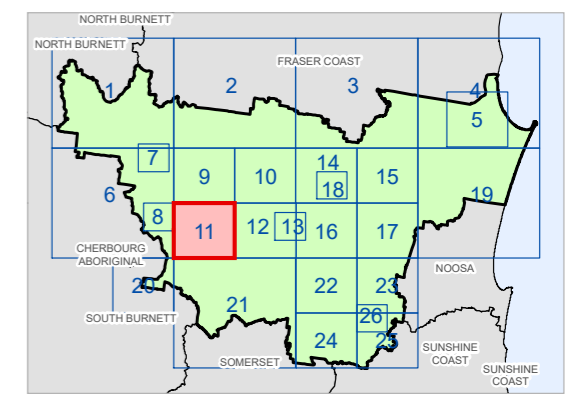 NORTH BURNETT
NORTH BURNETT
FRASER COAST
1
2
3
4
5
6
7
8
9
10
14
18
15
19
11
12
13
16
17
CHERBOURG
ABORIGINAL
NOOSA
20
22
23
SOUTH BURNETT
21
26
24
25
SOMERSET
SUNSHINE
COAST
SUNSHINE
COAST